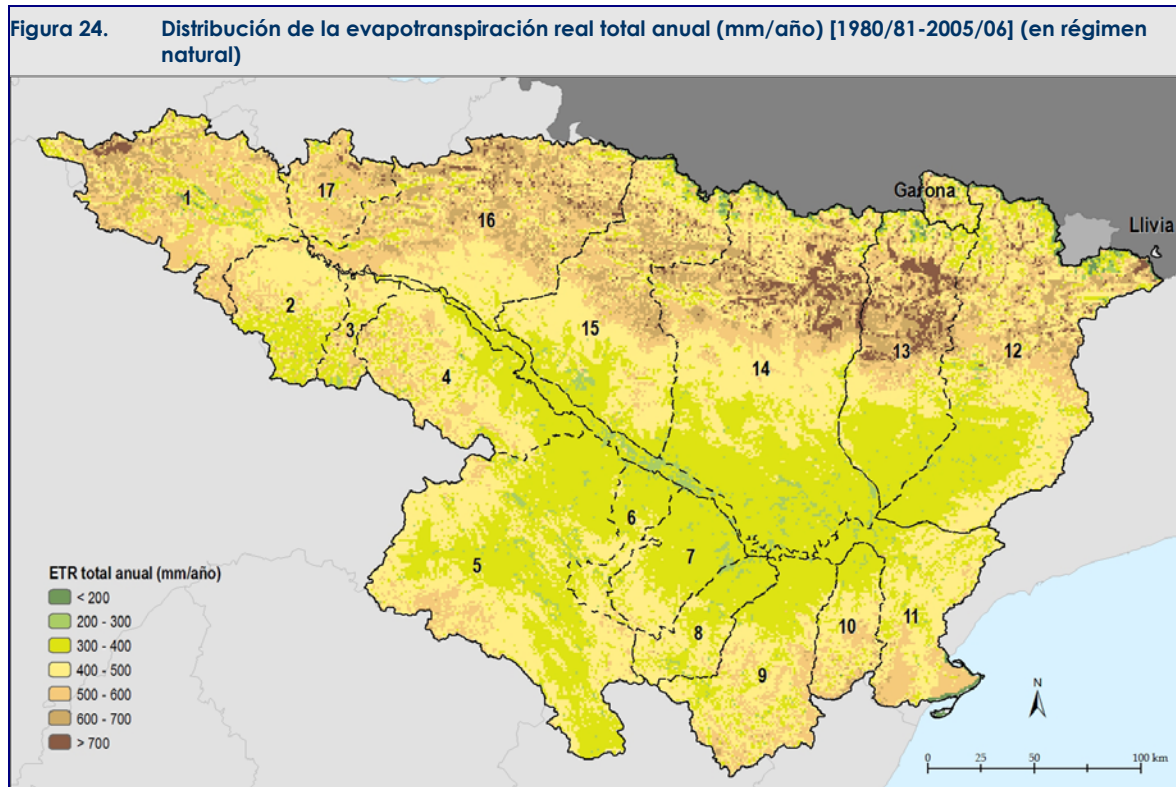 Figura 24. Distribución de la evapotranspiración real total anual (mm/año) [1980/81-2005/06] (en régimen
natural)
Garona
Llivia
1
17
16
2
3
4
15
14
13
12
5
6
7
8
9
10
11
ETR total anual (mm/año)
< 200
200 - 300
300 - 400
400 - 500
500 - 600
600 - 700
> 700
N
0 25 50 100 km